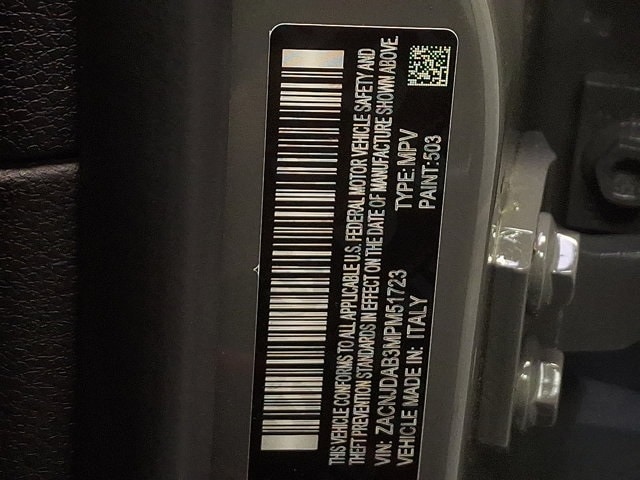 THIS VEHICLE CONFORMS TO ALL APPLICABLE U.S. FEDERAL MOTOR VEHICLE SAFETY AND
THEFT PREVENTION STANDARDS IN EFFECT ON THE DATE OF MANUFACTURE SHOWN ABOVE.
VIN: ZACNJDAB3MPM51723 TYPE: MPV
VEHICLE MADE IN: ITALY PAINT: 503